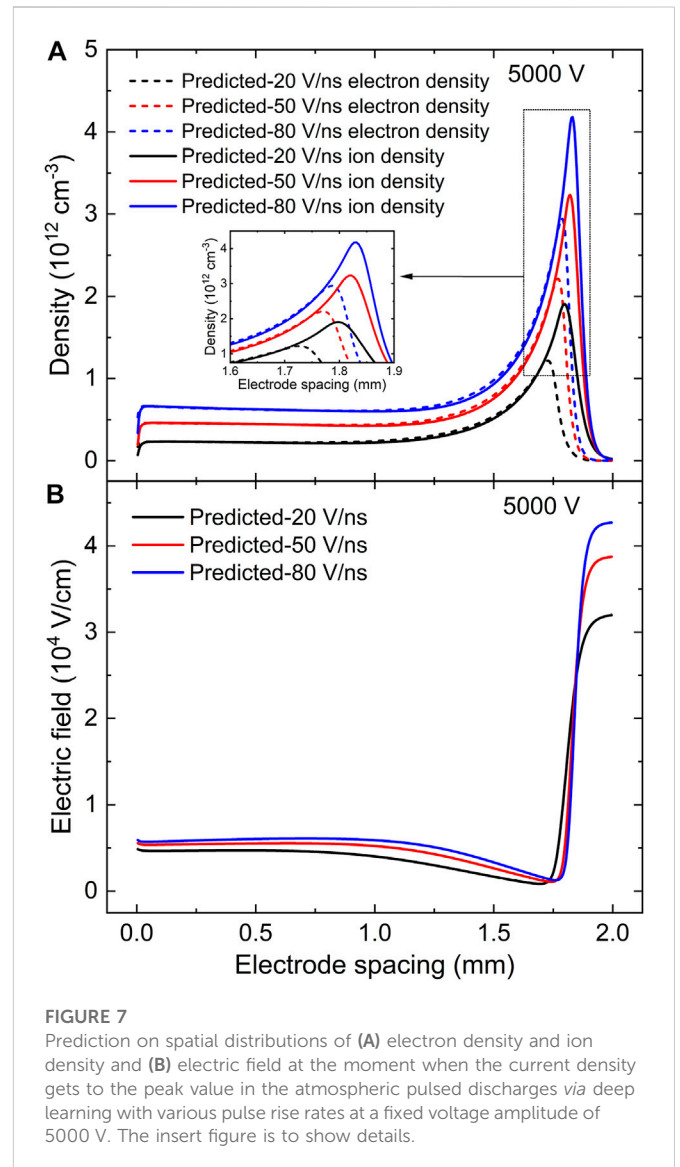 A
5000 V
Predicted-20 V/ns electron density
Predicted-50 V/ns electron density
Predicted-80 V/ns electron density
Predicted-20 V/ns ion density
Predicted-50 V/ns ion density
Predicted-80 V/ns ion density
Density (10¹² cm⁻³)
5
4
3
2
1
0
Density (10¹² cm⁻³)
4
3
2
1
1.6 1.7 1.8 1.9
Electrode spacing (mm)
B
5000 V
Predicted-20 V/ns
Predicted-50 V/ns
Predicted-80 V/ns
Electric field (10⁴ V/cm)
4
3
2
1
0
0.0 0.5 1.0 1.5 2.0
Electrode spacing (mm)
FIGURE 7
Prediction on spatial distributions of (A) electron density and ion
density and (B) electric field at the moment when the current density
gets to the peak value in the atmospheric pulsed discharges via deep
learning with various pulse rise rates at a fixed voltage amplitude of
5000 V. The insert figure is to show details.